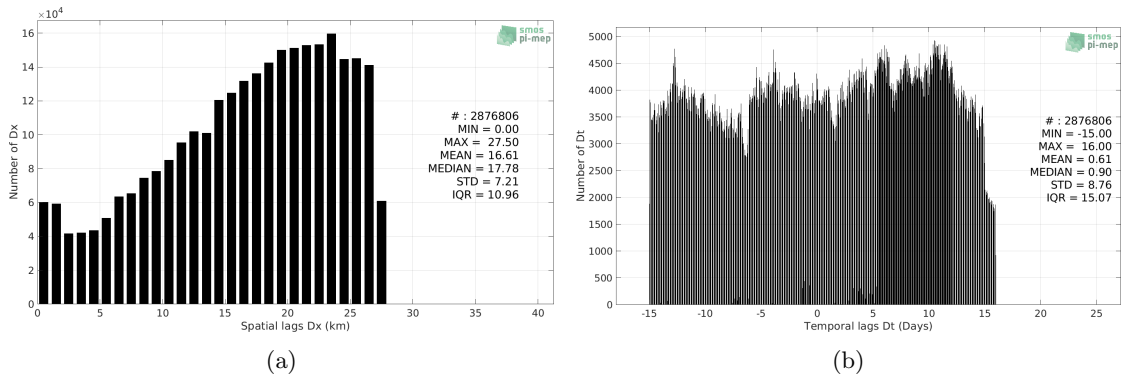 ×10⁴
16
14
12
10
8
6
4
2
0
Number of Dx
0 5 10 15 20 25 30 35 40
Spatial lags Dx (km)
smos
pi-mep
# : 2876806
MIN = 0.00
MAX = 27.50
MEAN = 16.61
MEDIAN = 17.78
STD = 7.21
IQR = 10.96
(a)
5000
4500
4000
3500
3000
2500
2000
1500
1000
500
0
Number of Dt
-15 -10 -5 0 5 10 15 20 25
Temporal lags Dt (Days)
smos
pi-mep
# : 2876806
MIN = -15.00
MAX = 16.00
MEAN = 0.61
MEDIAN = 0.90
STD = 8.76
IQR = 15.07
(b)